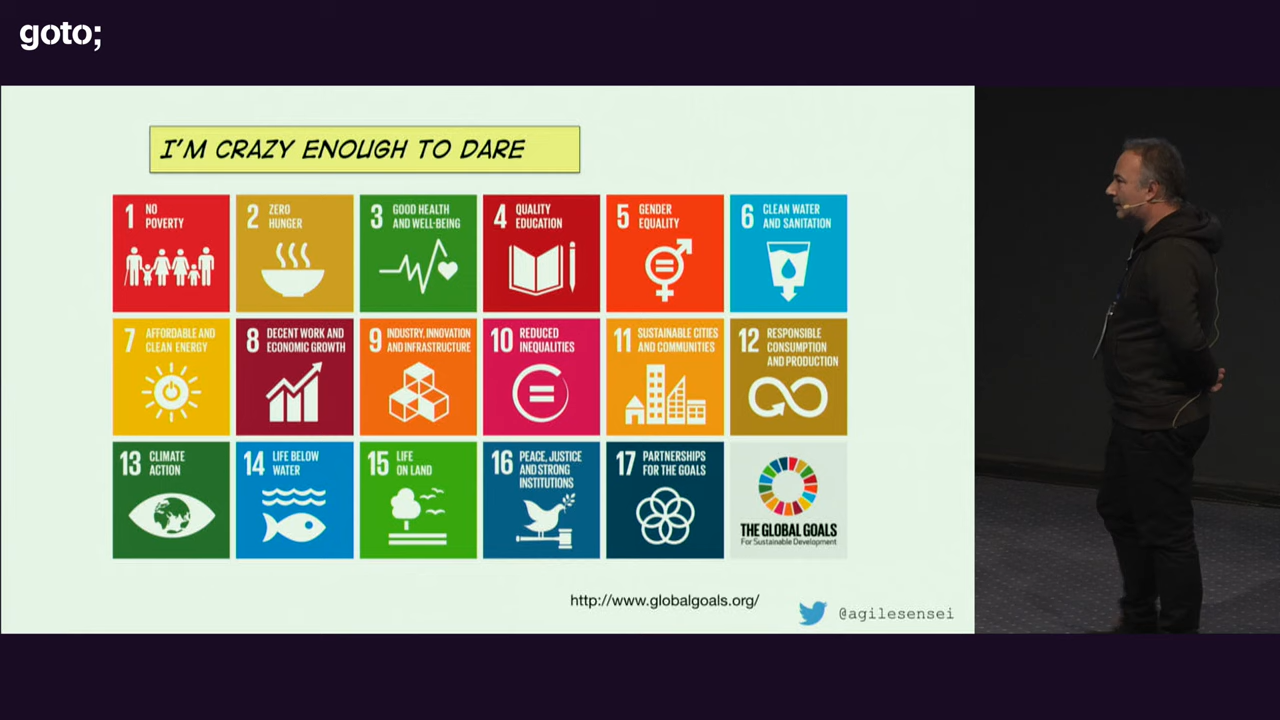 goto;
I'M CRAZY ENOUGH TO DARE
1 NO
POVERTY
2 ZERO
HUNGER
3 GOOD HEALTH
AND WELL-BEING
4 QUALITY
EDUCATION
5 GENDER
EQUALITY
6 CLEAN WATER
AND SANITATION
7 AFFORDABLE AND
CLEAN ENERGY
8 DECENT WORK AND
ECONOMIC GROWTH
9 INDUSTRY, INNOVATION
AND INFRASTRUCTURE
10 REDUCED
INEQUALITIES
11 SUSTAINABLE CITIES
AND COMMUNITIES
12 RESPONSIBLE
CONSUMPTION
AND PRODUCTION
13 CLIMATE
ACTION
14 LIFE BELOW
WATER
15 LIFE
ON LAND
16 PEACE, JUSTICE
AND STRONG
INSTITUTIONS
17 PARTNERSHIPS
FOR THE GOALS
THE GLOBAL GOALS
For Sustainable Development
http://www.globalgoals.org/
@agilesensei